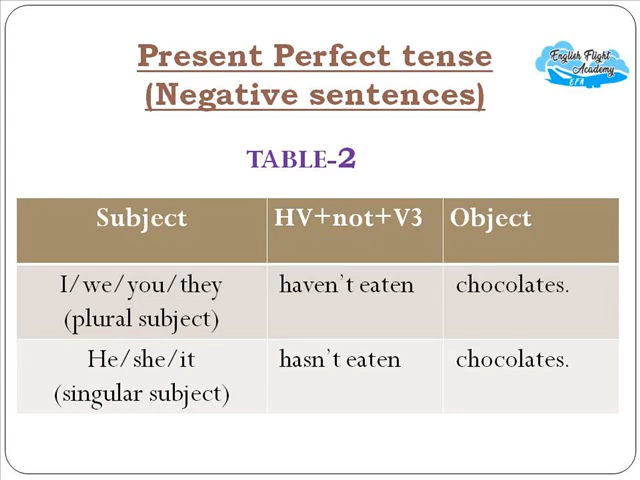 Present Perfect tense
(Negative sentences)
English Flight
Academy
EFA
TABLE-2
Subject HV+not+V3 Object
I/we/you/they haven't eaten chocolates.
(plural subject)
He/she/it hasn't eaten chocolates.
(singular subject)